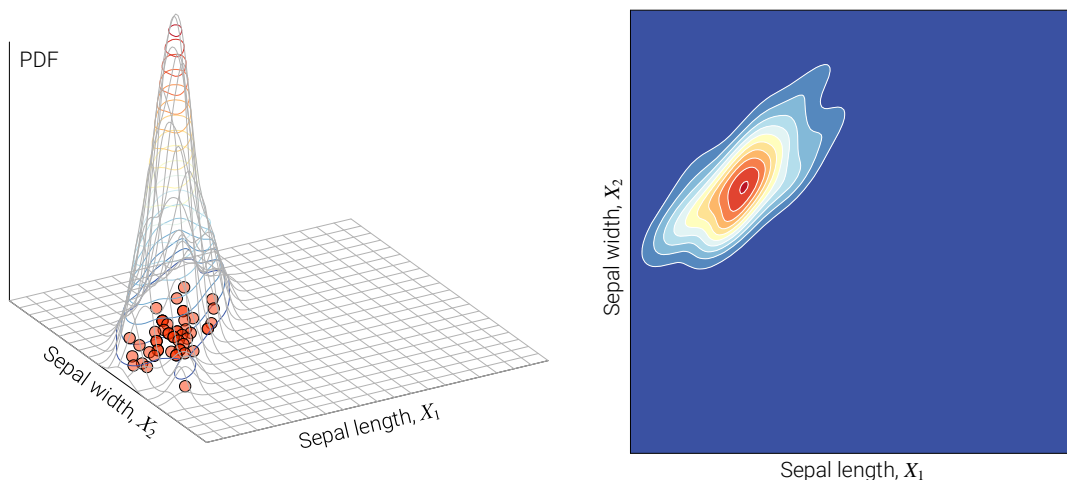 PDF
Sepal width, X2
Sepal length, X1
Sepal width, X2
Sepal length, X1